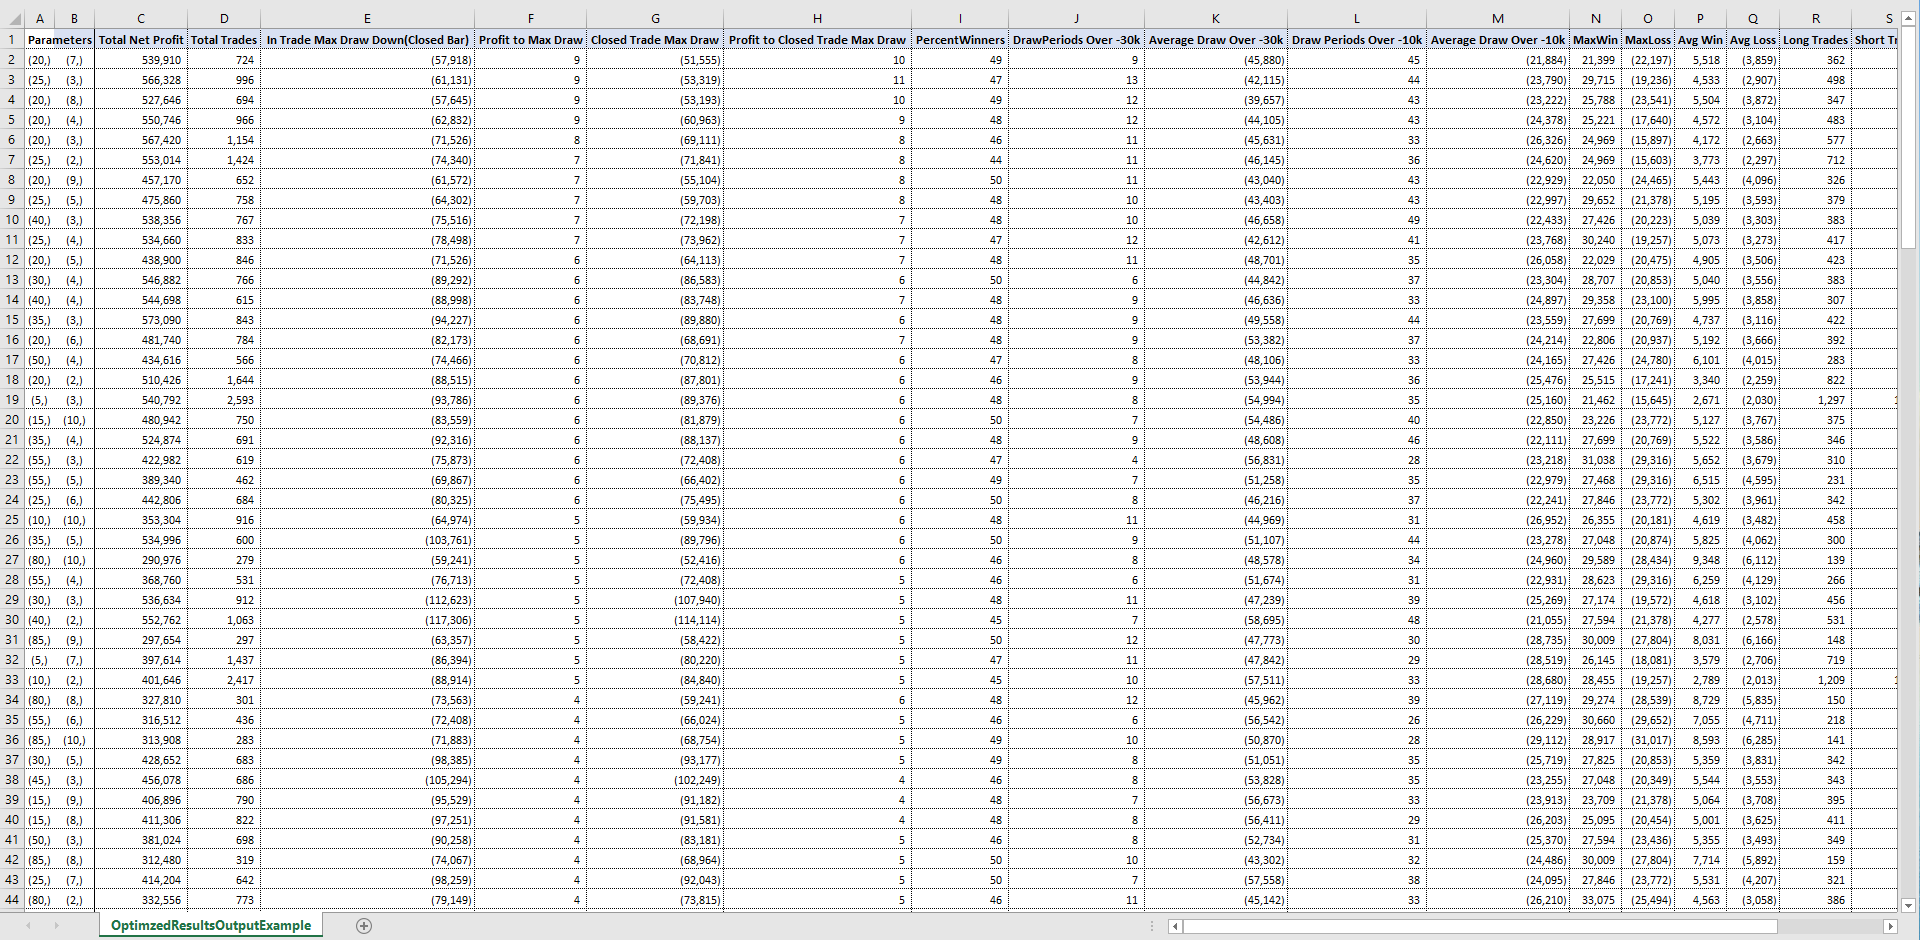 A B C D E F G H I J K L M N O P Q R S
1 Parameters Total Net Profit Total Trades In Trade Max Draw Down(Closed Bar) Profit to Max Draw Closed Trade Max Draw Profit to Closed Trade Max Draw PercentWinners DrawPeriods Over -30k Average Draw Over -30k Draw Periods Over -10k Average Draw Over -10k MaxWin MaxLoss Avg Win Avg Loss Long Trades Short Tr
2 (20,) (7,) 539,910 724 (57,918) 9 (51,555) 10 49 9 (45,880) 45 (21,884) 21,399 (22,197) 5,518 (3,859) 362
3 (25,) (3,) 566,328 996 (61,131) 9 (53,319) 11 47 13 (42,115) 44 (23,790) 29,715 (19,236) 4,533 (2,907) 498
4 (20,) (8,) 527,646 694 (57,645) 9 (53,193) 10 49 12 (39,657) 43 (23,222) 25,788 (23,541) 5,504 (3,872) 347
5 (20,) (4,) 550,746 966 (62,832) 9 (60,963) 9 48 12 (44,105) 43 (24,378) 25,221 (17,640) 4,572 (3,104) 483
6 (20,) (3,) 567,420 1,154 (71,526) 8 (69,111) 8 46 11 (45,631) 33 (26,326) 24,969 (15,897) 4,172 (2,663) 577
7 (25,) (2,) 553,014 1,424 (74,340) 7 (71,841) 8 44 11 (46,145) 36 (24,620) 24,969 (15,603) 3,773 (2,297) 712
8 (20,) (9,) 457,170 652 (61,572) 7 (55,104) 8 50 11 (43,040) 43 (22,929) 22,050 (24,465) 5,443 (4,096) 326
9 (25,) (5,) 475,860 758 (64,302) 7 (59,703) 8 48 10 (43,403) 43 (22,997) 29,652 (21,378) 5,195 (3,593) 379
10 (40,) (3,) 538,356 767 (75,516) 7 (72,198) 7 48 10 (46,658) 49 (22,433) 27,426 (20,223) 5,039 (3,303) 383
11 (25,) (4,) 534,660 833 (78,498) 7 (73,962) 7 47 12 (42,612) 41 (23,768) 30,240 (19,257) 5,073 (3,273) 417
12 (20,) (5,) 438,900 846 (71,526) 6 (64,113) 7 48 11 (48,701) 35 (26,058) 22,029 (20,475) 4,905 (3,506) 423
13 (30,) (4,) 546,882 766 (89,292) 6 (86,583) 6 50 6 (44,842) 37 (23,304) 28,707 (20,853) 5,040 (3,556) 383
14 (40,) (4,) 544,698 615 (88,998) 6 (83,748) 7 48 9 (46,636) 33 (24,897) 29,358 (23,100) 5,995 (3,858) 307
15 (35,) (3,) 573,090 843 (94,227) 6 (89,880) 6 48 9 (49,558) 44 (23,559) 27,699 (20,769) 4,737 (3,116) 422
16 (20,) (6,) 481,740 784 (82,173) 6 (68,691) 7 48 9 (53,382) 37 (24,214) 22,806 (20,937) 5,192 (3,666) 392
17 (50,) (4,) 434,616 566 (74,466) 6 (70,812) 6 47 8 (48,106) 33 (24,165) 27,426 (24,780) 6,101 (4,015) 283
18 (20,) (2,) 510,426 1,644 (88,515) 6 (87,801) 6 46 9 (53,944) 36 (25,476) 25,515 (17,241) 3,340 (2,259) 822
19 (5,) (3,) 540,792 2,593 (93,786) 6 (89,376) 6 48 8 (54,994) 35 (25,160) 21,462 (15,645) 2,671 (2,030) 1,297
20 (15,) (10,) 480,942 750 (83,559) 6 (81,879) 6 50 7 (54,486) 40 (22,850) 23,226 (23,772) 5,127 (3,767) 375
21 (35,) (4,) 524,874 691 (92,316) 6 (88,137) 6 48 9 (48,608) 46 (22,111) 27,699 (20,769) 5,522 (3,586) 346
22 (55,) (3,) 422,982 619 (75,873) 6 (72,408) 6 47 4 (56,831) 28 (23,218) 31,038 (29,316) 5,652 (3,679) 310
23 (55,) (5,) 389,340 462 (69,867) 6 (66,402) 6 49 7 (51,258) 35 (22,979) 27,468 (29,316) 6,515 (4,595) 231
24 (25,) (6,) 442,806 684 (80,325) 6 (75,495) 6 50 8 (46,216) 37 (22,241) 27,846 (23,772) 5,302 (3,961) 342
25 (10,) (10,) 353,304 916 (64,974) 5 (59,934) 6 48 11 (44,969) 31 (26,952) 26,355 (20,181) 4,619 (3,482) 458
26 (35,) (5,) 534,996 600 (103,761) 5 (89,796) 6 50 9 (51,107) 44 (23,278) 27,048 (20,874) 5,825 (4,062) 300
27 (80,) (10,) 290,976 279 (59,241) 5 (52,416) 6 46 8 (48,578) 34 (24,960) 29,589 (28,434) 9,348 (6,112) 139
28 (55,) (4,) 368,760 531 (76,713) 5 (72,408) 5 46 6 (51,674) 31 (22,931) 28,623 (29,316) 6,259 (4,129) 266
29 (30,) (3,) 536,634 912 (112,623) 5 (107,940) 5 48 11 (47,239) 39 (25,269) 27,174 (19,572) 4,618 (3,102) 456
30 (40,) (2,) 552,762 1,063 (117,306) 5 (114,114) 5 45 7 (58,695) 48 (21,055) 27,594 (21,378) 4,277 (2,578) 531
31 (85,) (9,) 297,654 297 (63,357) 5 (58,422) 5 50 12 (47,773) 30 (28,735) 30,009 (27,804) 8,031 (6,166) 148
32 (5,) (7,) 397,614 1,437 (86,394) 5 (80,220) 5 47 11 (47,842) 29 (28,519) 26,145 (18,081) 3,579 (2,706) 719
33 (10,) (2,) 401,646 2,417 (88,914) 5 (84,840) 5 45 10 (57,511) 33 (28,680) 28,455 (19,257) 2,789 (2,013) 1,209
34 (80,) (8,) 327,810 301 (73,563) 4 (59,241) 6 48 12 (45,962) 39 (27,119) 29,274 (28,539) 8,729 (5,835) 150
35 (55,) (6,) 316,512 436 (72,408) 4 (66,024) 5 46 6 (56,542) 26 (26,229) 30,660 (29,652) 7,055 (4,711) 218
36 (85,) (10,) 313,908 283 (71,883) 4 (68,754) 5 49 10 (50,870) 28 (29,112) 28,917 (31,017) 8,593 (6,285) 141
37 (30,) (5,) 428,652 683 (98,385) 4 (93,177) 5 49 8 (51,051) 35 (25,719) 27,825 (20,853) 5,359 (3,831) 342
38 (45,) (3,) 456,078 686 (105,294) 4 (102,249) 4 46 8 (53,828) 35 (23,255) 27,048 (20,349) 5,544 (3,553) 343
39 (15,) (9,) 406,896 790 (95,529) 4 (91,182) 4 48 7 (56,673) 33 (23,913) 23,709 (21,378) 5,064 (3,708) 395
40 (15,) (8,) 411,306 822 (97,251) 4 (91,581) 4 48 8 (56,411) 29 (26,203) 25,095 (20,454) 5,001 (3,625) 411
41 (50,) (3,) 381,024 698 (90,258) 4 (83,181) 5 46 8 (52,734) 31 (25,370) 27,594 (23,436) 5,355 (3,493) 349
42 (85,) (8,) 312,480 319 (74,067) 4 (68,964) 5 50 10 (43,302) 32 (24,486) 30,009 (27,804) 7,714 (5,892) 159
43 (25,) (7,) 414,204 642 (98,259) 4 (92,043) 5 50 7 (57,558) 38 (24,095) 27,846 (23,772) 5,531 (4,207) 321
44 (80,) (2,) 332,556 773 (79,149) 4 (73,815) 5 46 11 (45,142) 33 (26,210) 33,075 (25,494) 4,563 (3,058) 386
OptimzedResultsOutputExample